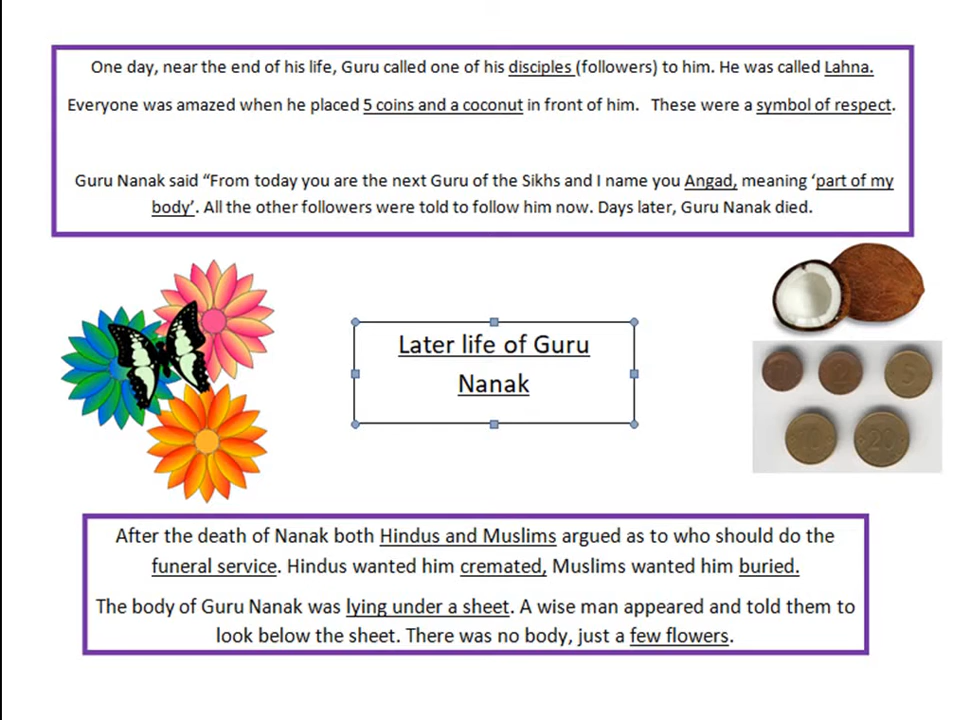 One day, near the end of his life, Guru called one of his disciples (followers) to him. He was called Lahna.
Everyone was amazed when he placed 5 coins and a coconut in front of him. These were a symbol of respect.
Guru Nanak said “From today you are the next Guru of the Sikhs and I name you Angad, meaning ‘part of my
body’. All the other followers were told to follow him now. Days later, Guru Nanak died.
Later life of Guru
Nanak
1 2 5
10 20
After the death of Nanak both Hindus and Muslims argued as to who should do the
funeral service. Hindus wanted him cremated, Muslims wanted him buried.
The body of Guru Nanak was lying under a sheet. A wise man appeared and told them to
look below the sheet. There was no body, just a few flowers.